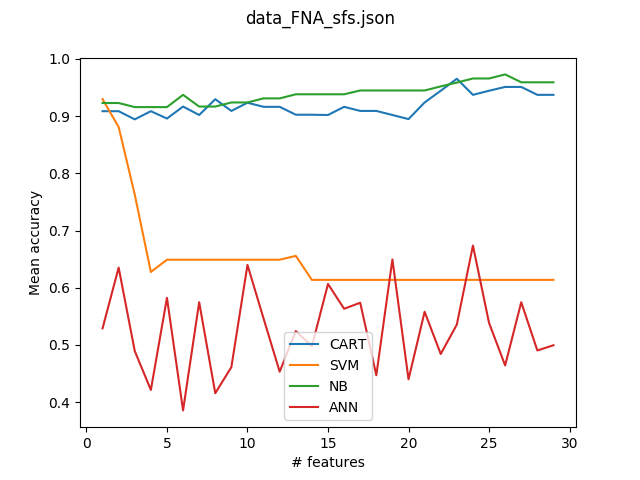 data_FNA_sfs.json
1.0
0.9
0.8
0.7
0.6
0.5
0.4
Mean accuracy
CART
SVM
NB
ANN
0 5 10 15 20 25 30
# features